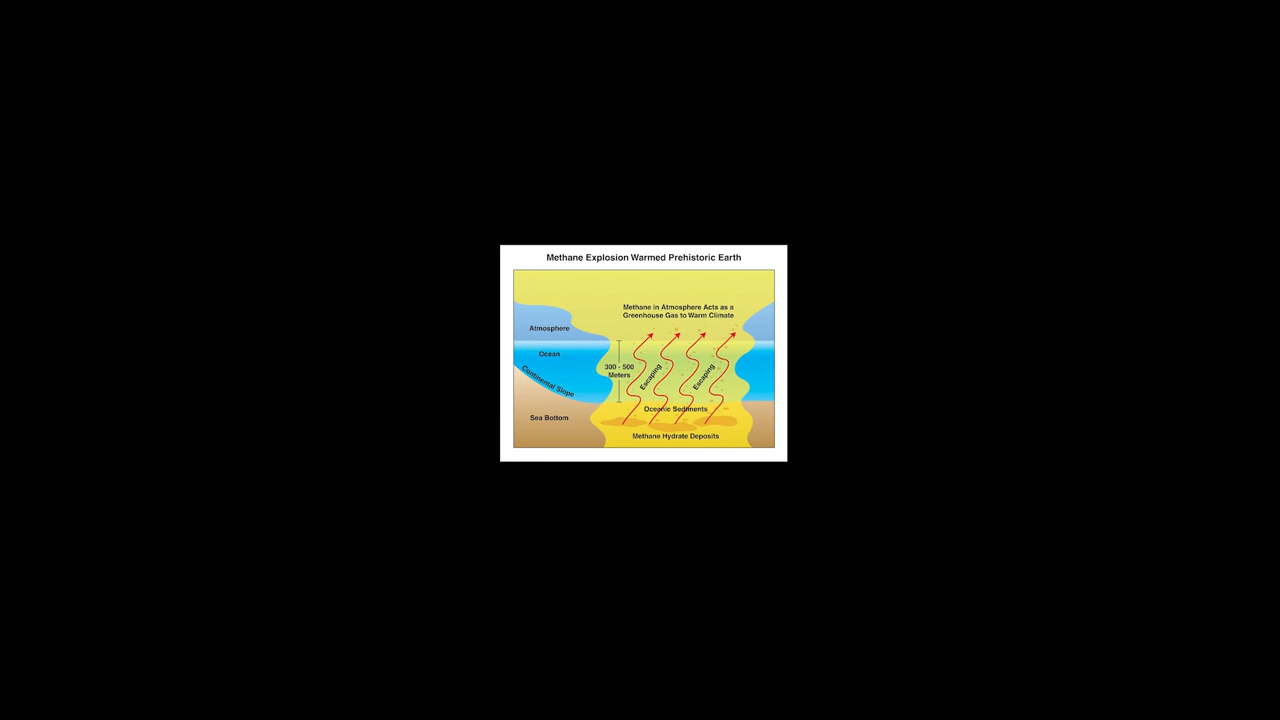 Methane Explosion Warmed Prehistoric Earth
Methane in Atmosphere Acts as a
Greenhouse Gas to Warm Climate
Atmosphere
Ocean
300 - 500
Meters
Escaping
Escaping
Continental Slope
Oceanic Sediments
Sea Bottom
Methane Hydrate Deposits